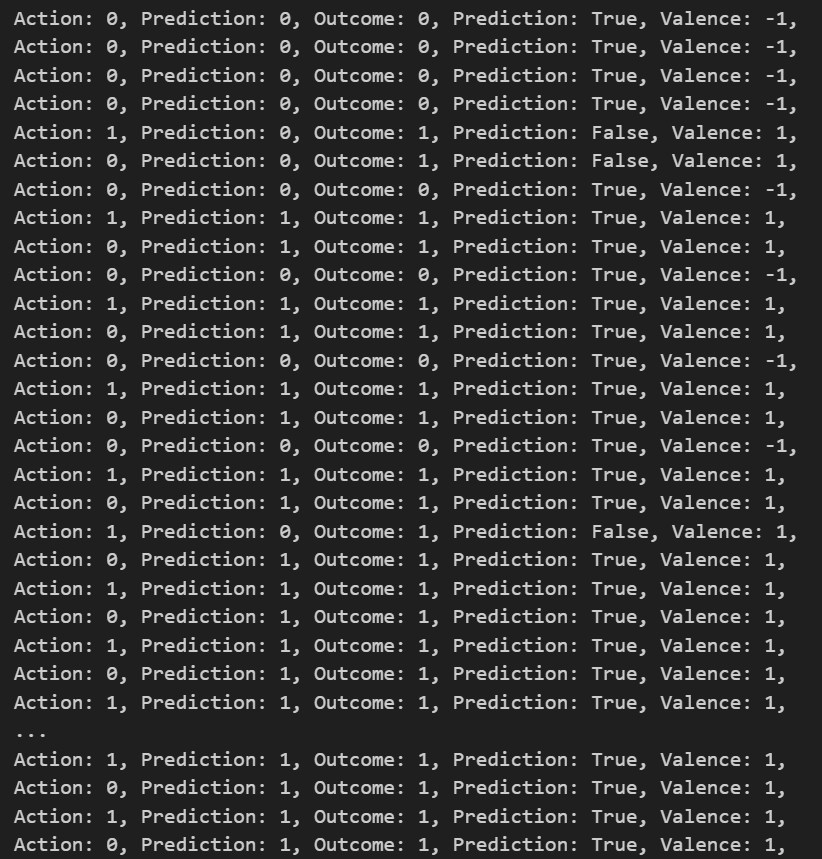 Action: 0, Prediction: 0, Outcome: 0, Prediction: True, Valence: -1,
Action: 0, Prediction: 0, Outcome: 0, Prediction: True, Valence: -1,
Action: 0, Prediction: 0, Outcome: 0, Prediction: True, Valence: -1,
Action: 0, Prediction: 0, Outcome: 0, Prediction: True, Valence: -1,
Action: 1, Prediction: 0, Outcome: 1, Prediction: False, Valence: 1,
Action: 0, Prediction: 0, Outcome: 1, Prediction: False, Valence: 1,
Action: 0, Prediction: 0, Outcome: 0, Prediction: True, Valence: -1,
Action: 1, Prediction: 1, Outcome: 1, Prediction: True, Valence: 1,
Action: 0, Prediction: 1, Outcome: 1, Prediction: True, Valence: 1,
Action: 0, Prediction: 0, Outcome: 0, Prediction: True, Valence: -1,
Action: 1, Prediction: 1, Outcome: 1, Prediction: True, Valence: 1,
Action: 0, Prediction: 1, Outcome: 1, Prediction: True, Valence: 1,
Action: 0, Prediction: 0, Outcome: 0, Prediction: True, Valence: -1,
Action: 1, Prediction: 1, Outcome: 1, Prediction: True, Valence: 1,
Action: 0, Prediction: 1, Outcome: 1, Prediction: True, Valence: 1,
Action: 0, Prediction: 0, Outcome: 0, Prediction: True, Valence: -1,
Action: 1, Prediction: 1, Outcome: 1, Prediction: True, Valence: 1,
Action: 0, Prediction: 1, Outcome: 1, Prediction: True, Valence: 1,
Action: 1, Prediction: 0, Outcome: 1, Prediction: False, Valence: 1,
Action: 0, Prediction: 1, Outcome: 1, Prediction: True, Valence: 1,
Action: 1, Prediction: 1, Outcome: 1, Prediction: True, Valence: 1,
Action: 0, Prediction: 1, Outcome: 1, Prediction: True, Valence: 1,
Action: 1, Prediction: 1, Outcome: 1, Prediction: True, Valence: 1,
Action: 0, Prediction: 1, Outcome: 1, Prediction: True, Valence: 1,
Action: 1, Prediction: 1, Outcome: 1, Prediction: True, Valence: 1,
...
Action: 1, Prediction: 1, Outcome: 1, Prediction: True, Valence: 1,
Action: 0, Prediction: 1, Outcome: 1, Prediction: True, Valence: 1,
Action: 1, Prediction: 1, Outcome: 1, Prediction: True, Valence: 1,
Action: 0, Prediction: 1, Outcome: 1, Prediction: True, Valence: 1,